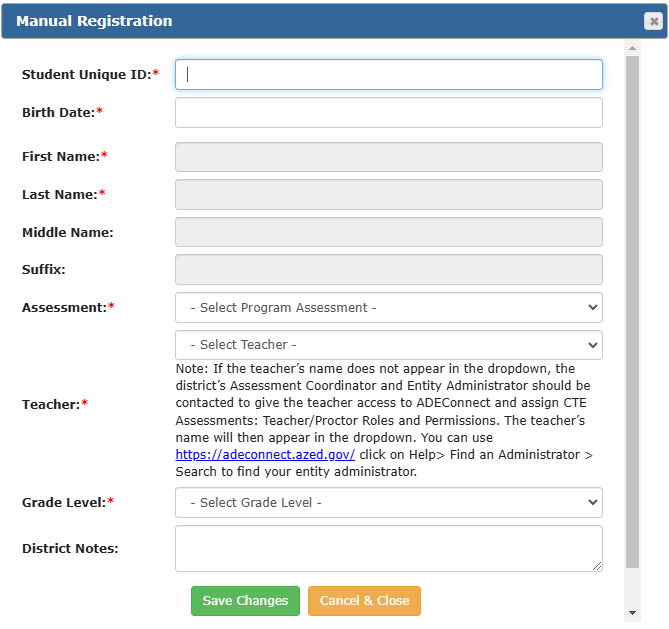 Manual Registration
Student Unique ID:*
Birth Date:*
First Name:*
Last Name:*
Middle Name:
Suffix:
Assessment:* - Select Program Assessment -
- Select Teacher -
Note: If the teacher’s name does not appear in the dropdown, the
district’s Assessment Coordinator and Entity Administrator should be
contacted to give the teacher access to ADEConnect and assign CTE
Teacher:* Assessments: Teacher/Proctor Roles and Permissions. The teacher’s
name will then appear in the dropdown. You can use
https://adeconnect.azed.gov/ click on Help> Find an Administrator >
Search to find your entity administrator.
Grade Level:* - Select Grade Level -
District Notes:
Save Changes Cancel & Close